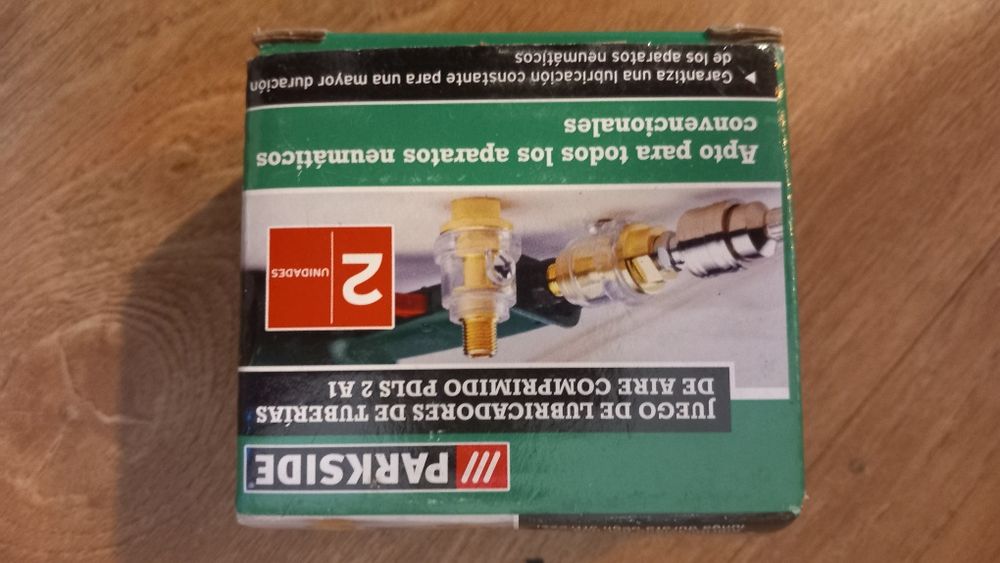 PARKSIDE
JUEGO DE LUBRICADORES DE TUBERÍAS
DE AIRE COMPRIMIDO PDLS 2 A1
2
UNIDADES
Apto para todos los aparatos neumáticos
convencionales
Garantiza una lubricación constante para una mayor duración
de los aparatos neumáticos